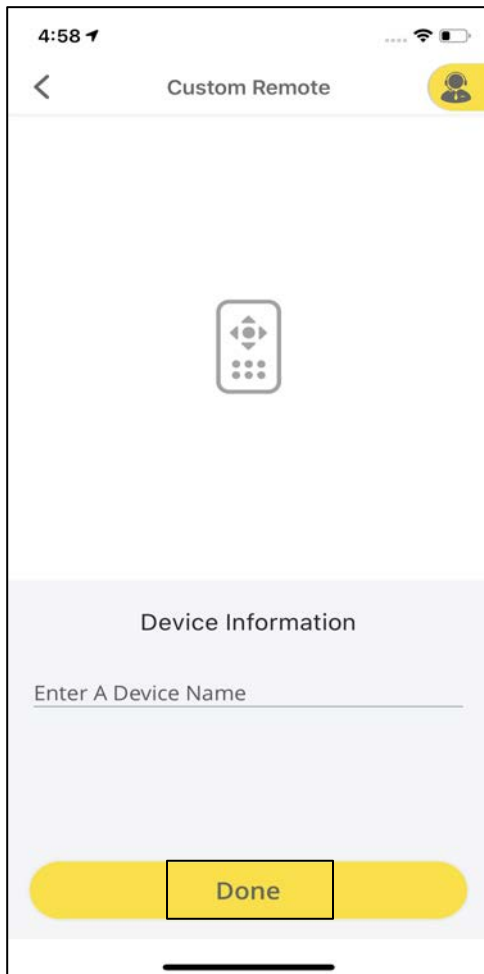 4:58
Custom Remote
Device Information
Enter A Device Name
Done